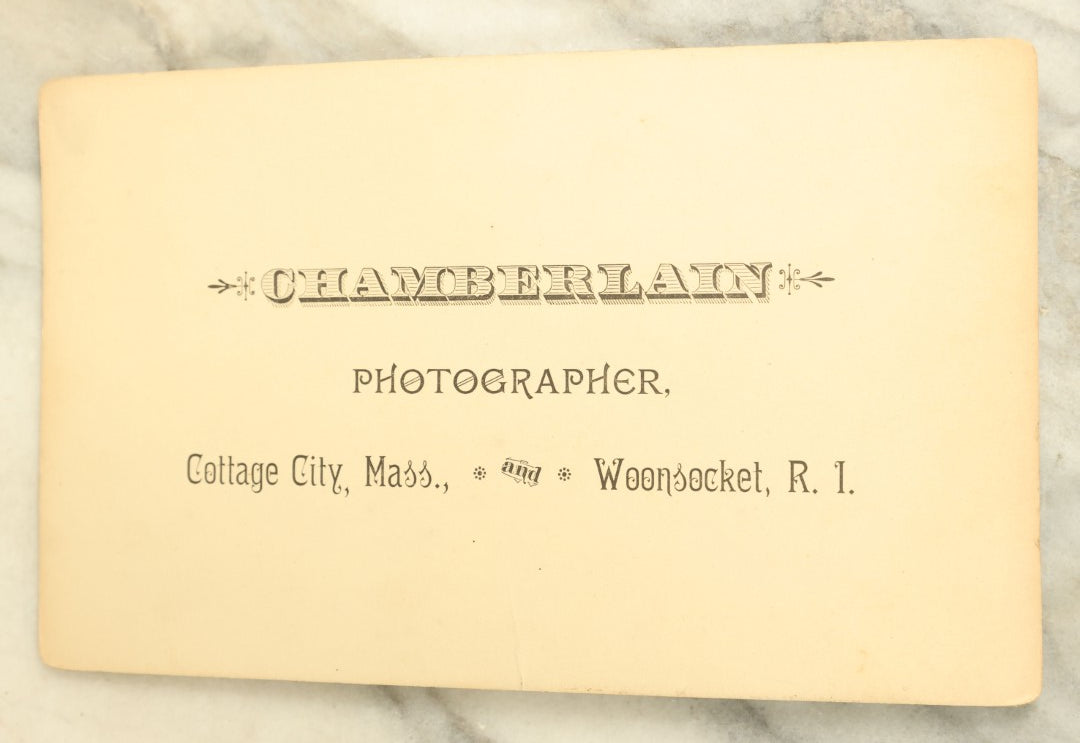 CHAMBERLAIN
PHOTOGRAPHER,
Cottage City, Mass., and Woonsocket, R. I.